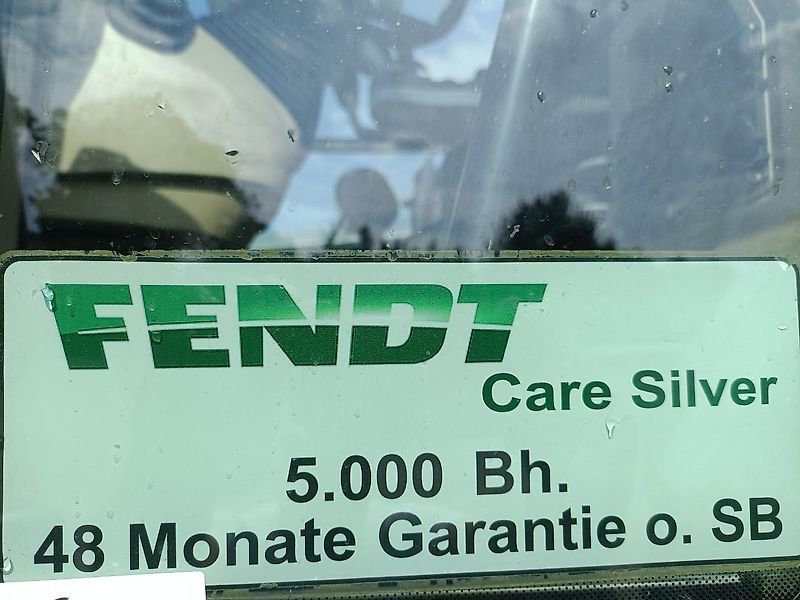 FENDT
Care Silver
5.000 Bh.
48 Monate Garantie o. SB